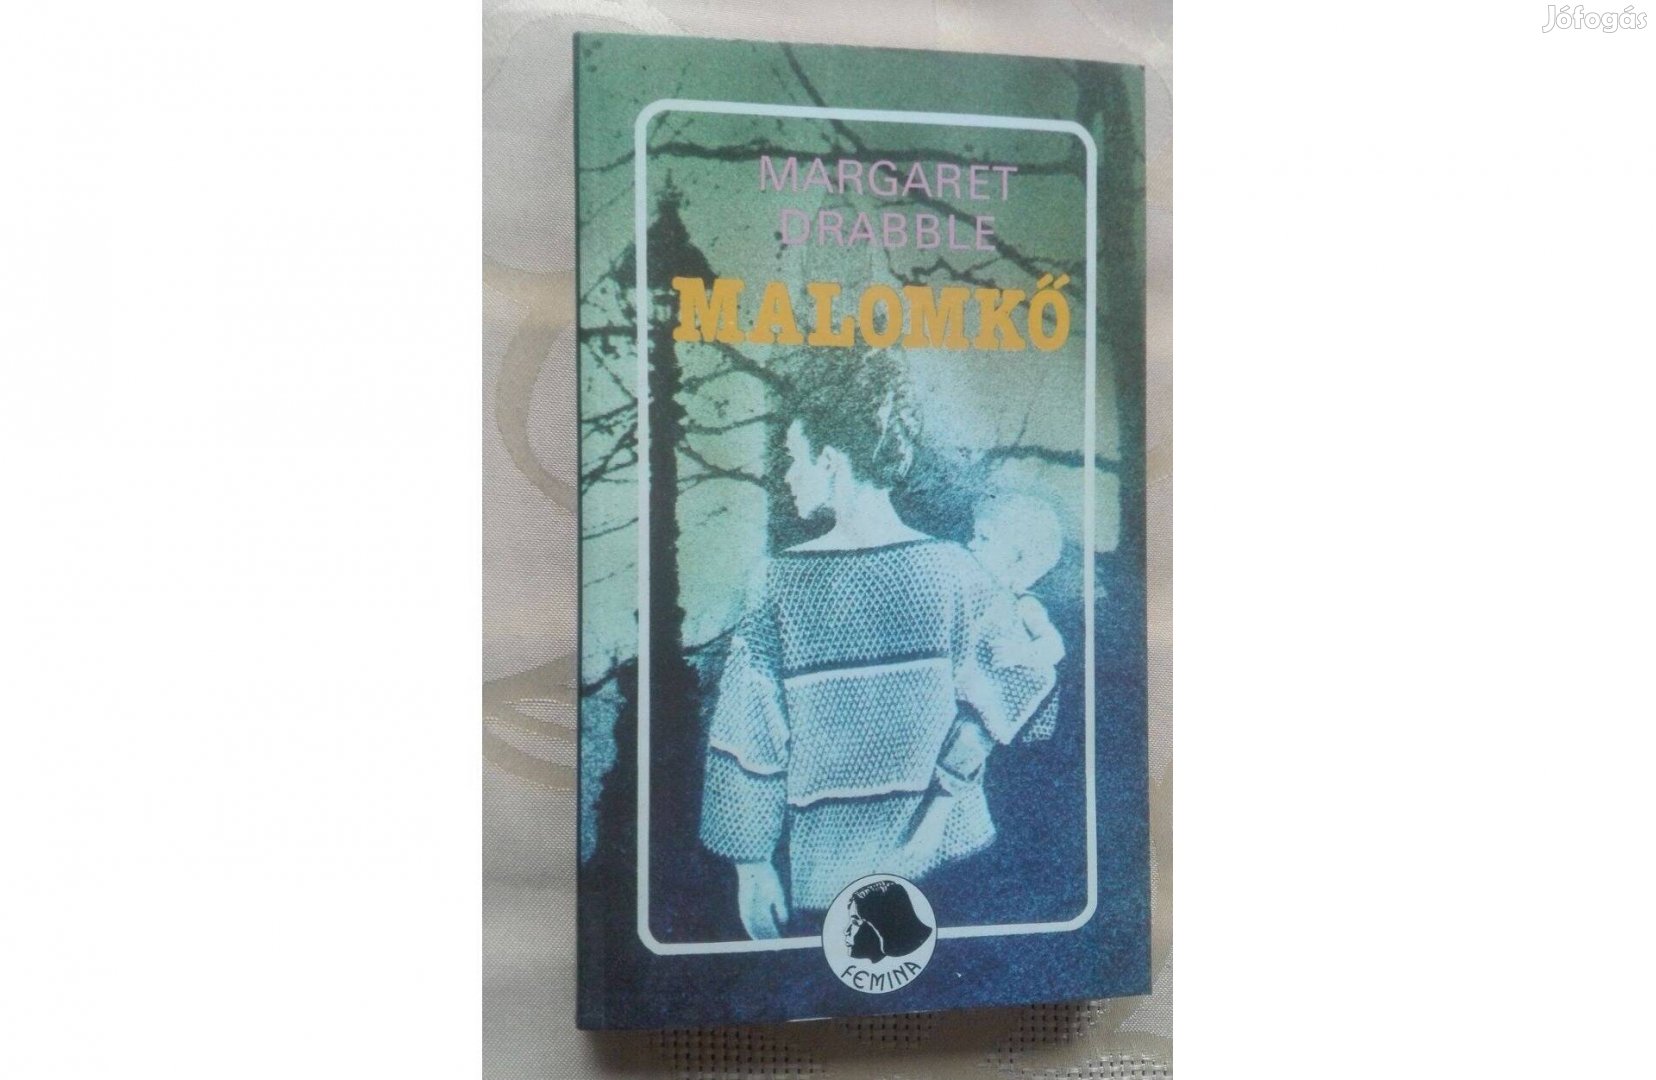 Jófogás
MARGARET
DRABBLE
MALOMKŐ
FEMINA